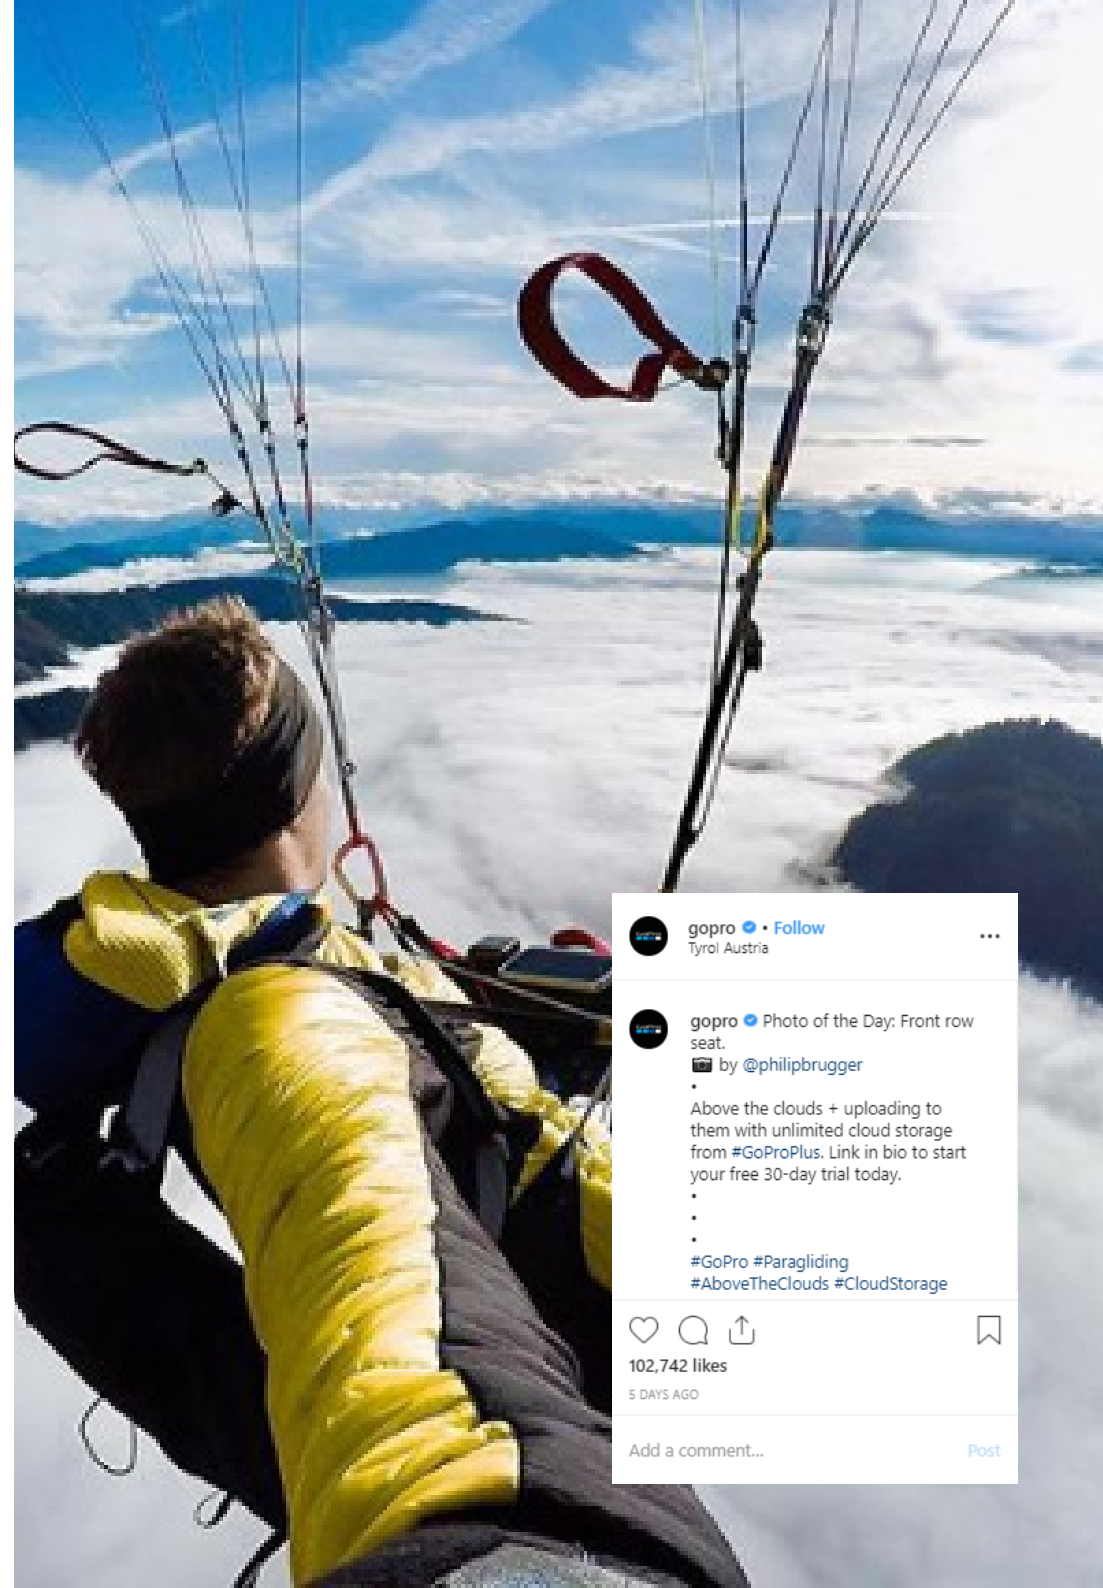 gopro • Follow
Tyrol Austria
gopro Photo of the Day: Front row
seat.
📷 by @philipbrugger
•
Above the clouds + uploading to
them with unlimited cloud storage
from #GoProPlus. Link in bio to start
your free 30-day trial today.
•
•
•
#GoPro #Paragliding
#AboveTheClouds #CloudStorage
102,742 likes
5 DAYS AGO
Add a comment... Post